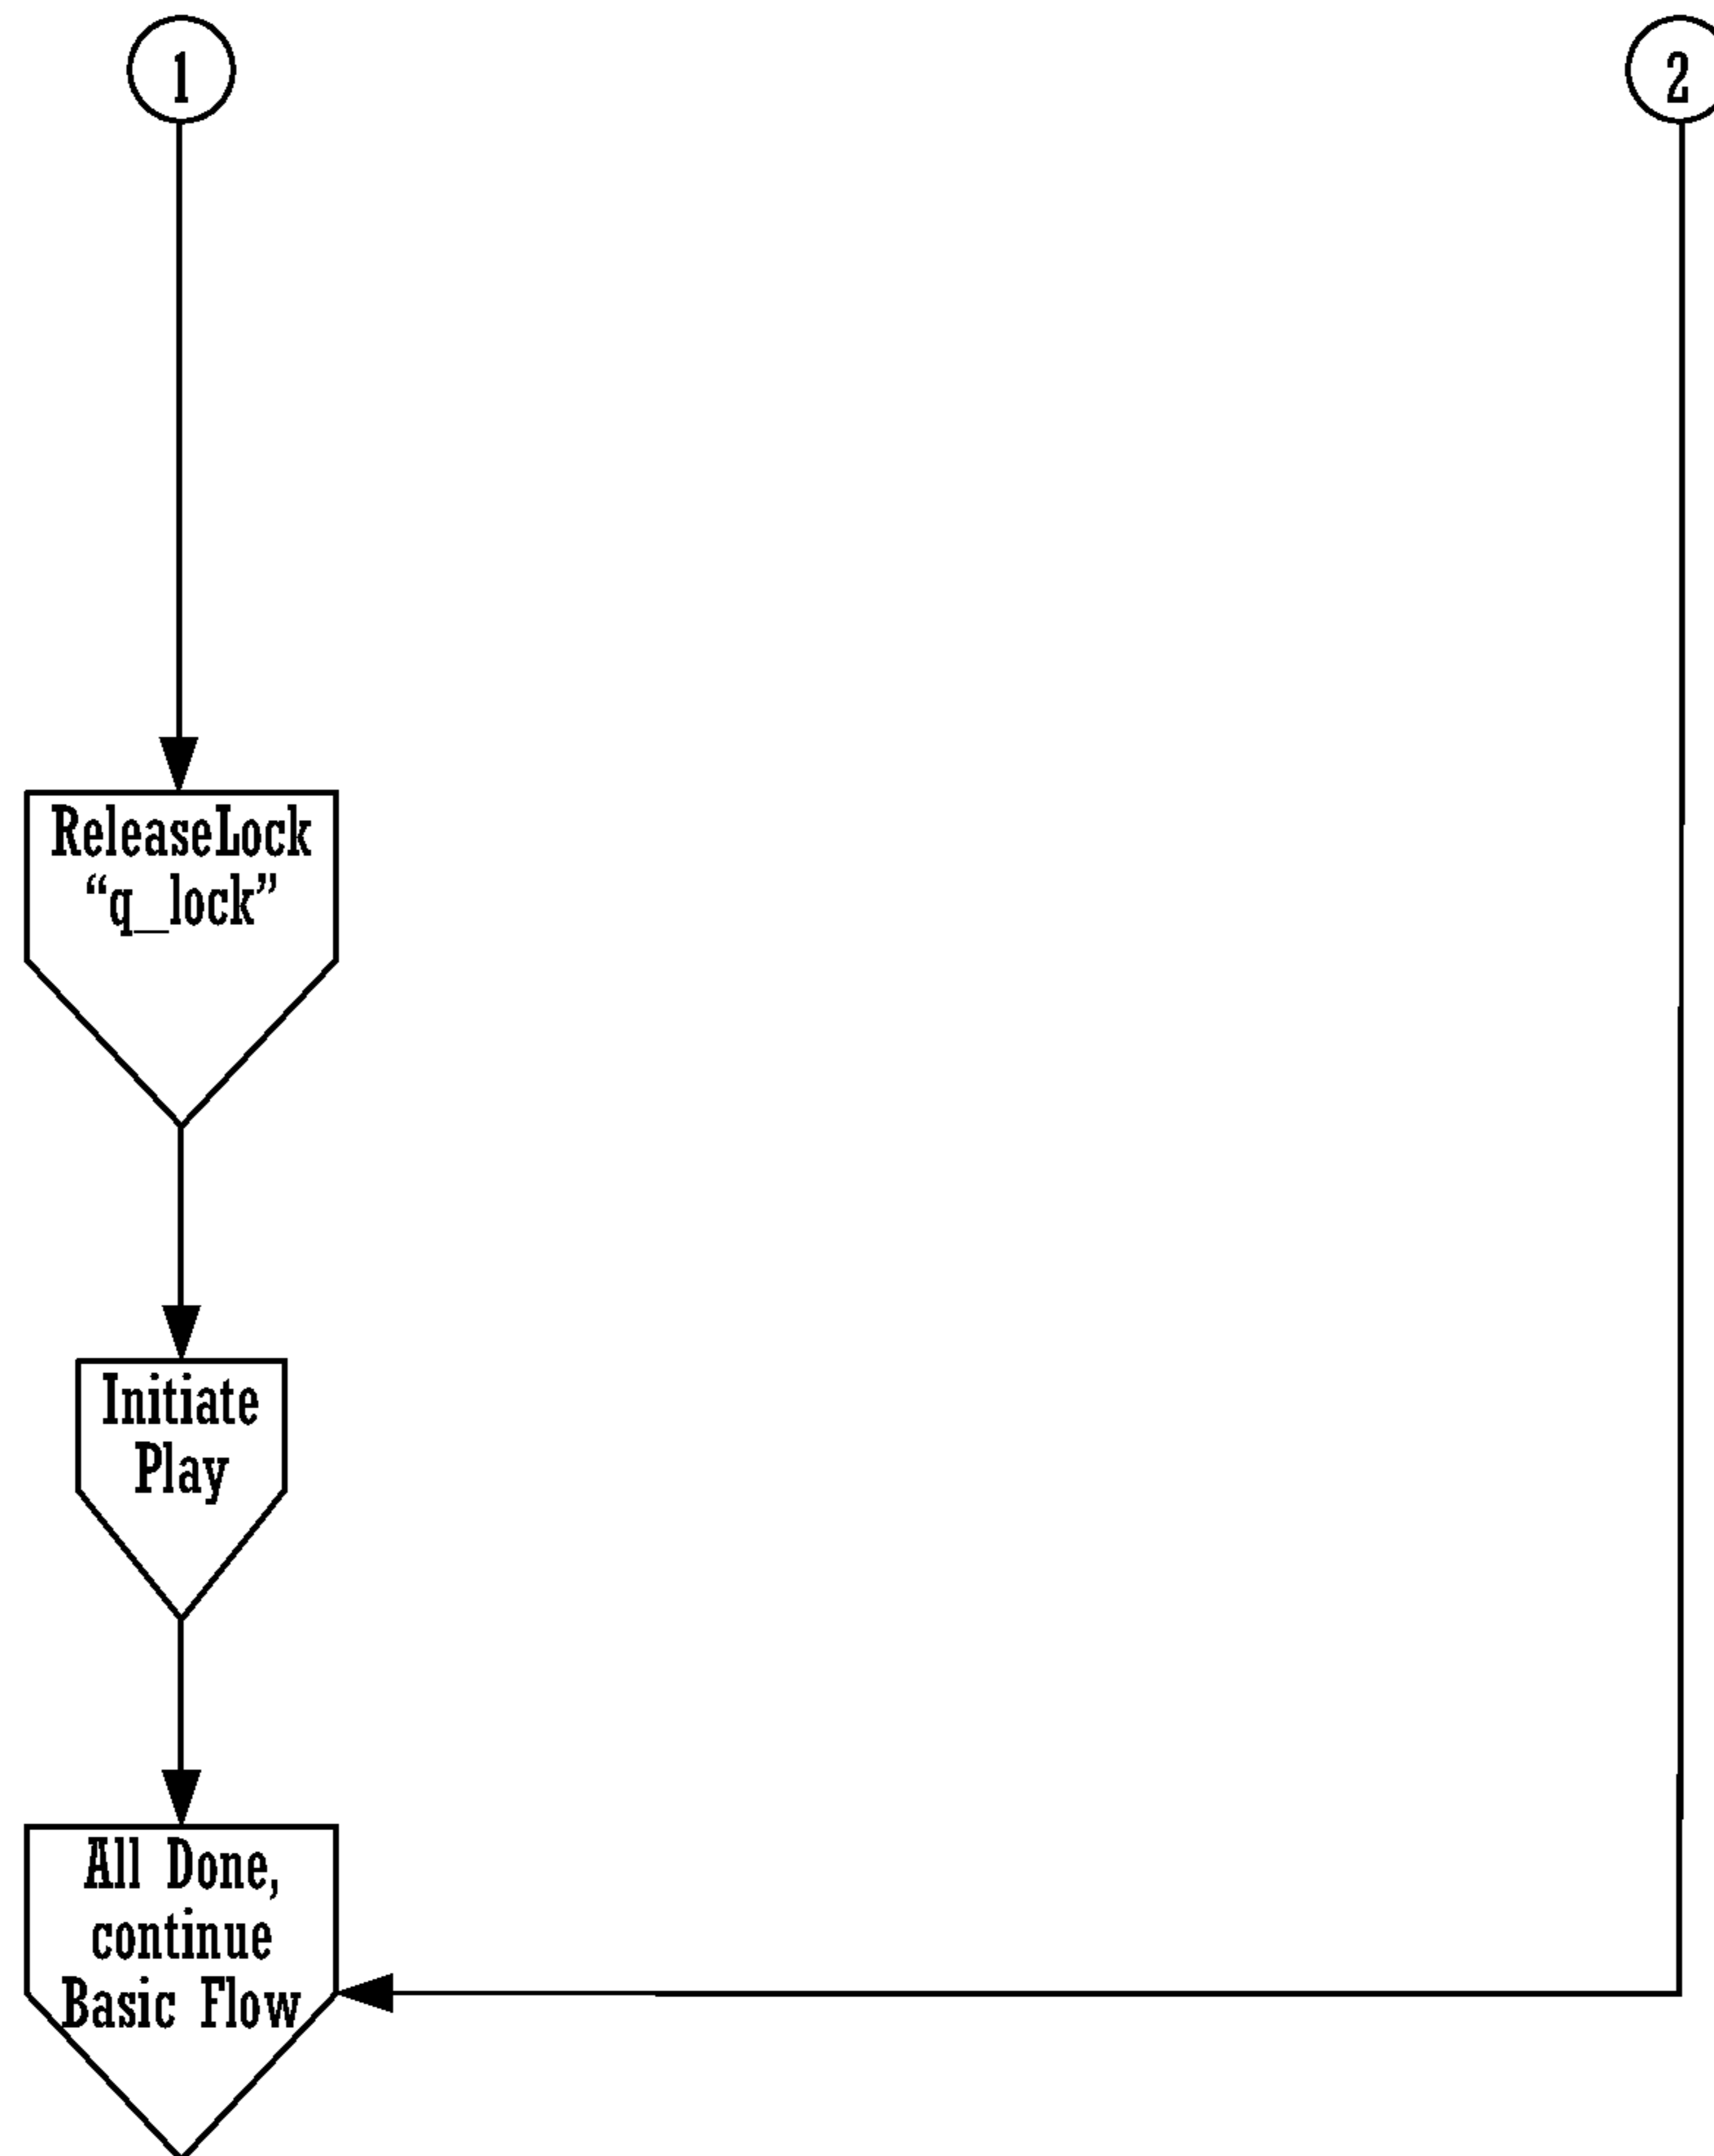 1
2
ReleaseLock
“q_lock”
Initiate
Play
All Done,
continue
Basic Flow